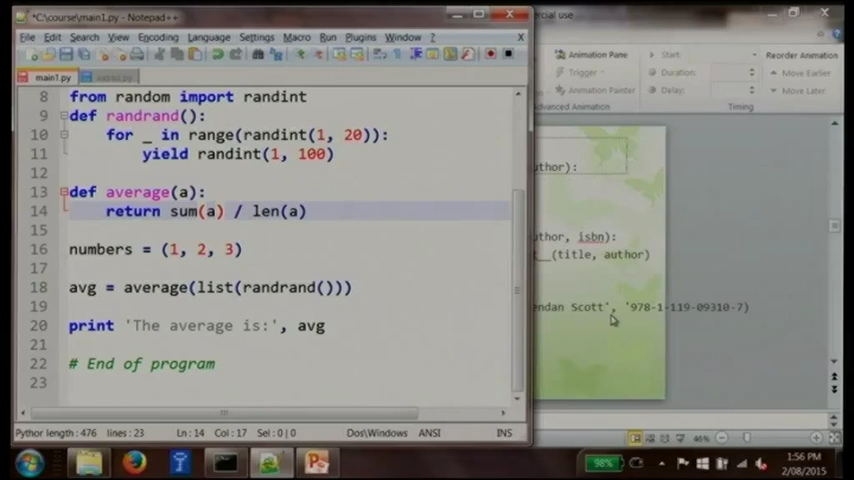 *C:\course\main1.py - Notepad++
File Edit Search View Encoding Language Settings Macro Run Plugins Window ? X
main1.py
8 from random import randint
9 def randrand():
10 for _ in range(randint(1, 20)):
11 yield randint(1, 100)
12
13 def average(a):
14 return sum(a) / len(a)
15
16 numbers = (1, 2, 3)
17
18 avg = average(list(randrand()))
19
20 print 'The average is:', avg
21
22 # End of program
23
Python length : 476 lines : 23 Ln : 14 Col : 17 Sel : 0 | 0 Dos\Windows ANSI INS
rcial use
Animation Pane
Trigger
Animation Painter
Advanced Animation
Start:
Duration:
Delay:
Timing
Reorder Animation
Move Earlier
Move Later
uthor):
uthor, isbn):
t__(title, author)
endan Scott', '978-1-119-09310-7)
46%
98%
1:56 PM
2/08/2015